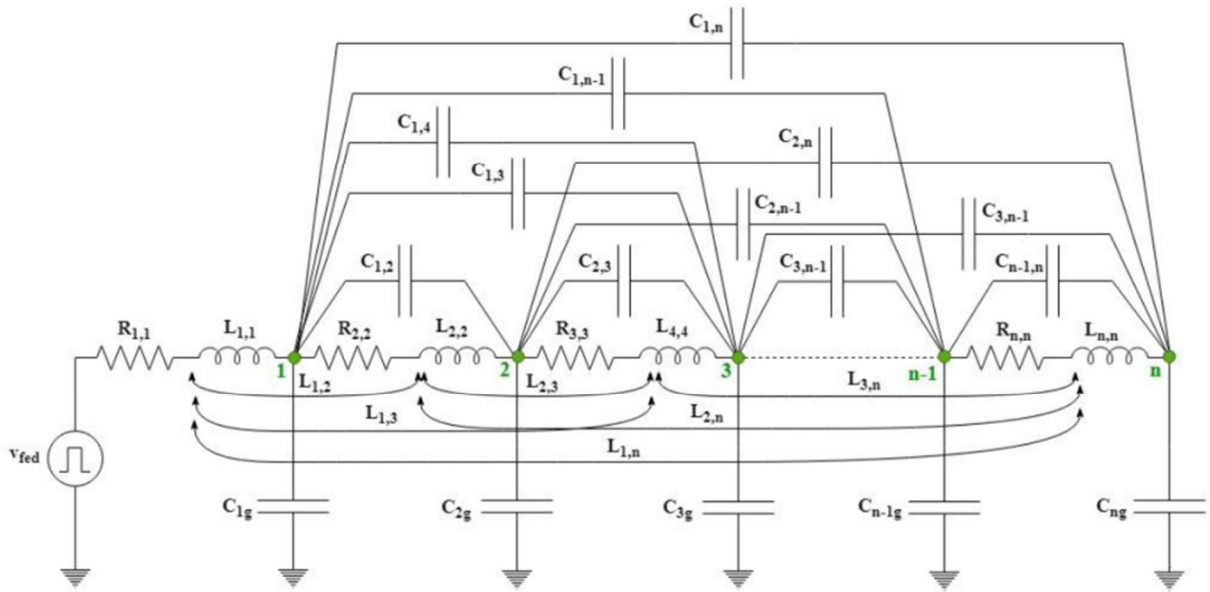 C1,n
C1,n-1
C1,4
C2,n
C1,3
C2,n-1
C3,n-1
C1,2
C2,3
C3,n-1
Cn-1,n
R1,1
L1,1
R2,2
L2,2
R3,3
L4,4
Rn,n
Ln,n
1
2
3
n-1
n
L1,2
L2,3
L3,n
L1,3
L2,n
L1,n
vfed
C1g
C2g
C3g
Cn-1g
Cng